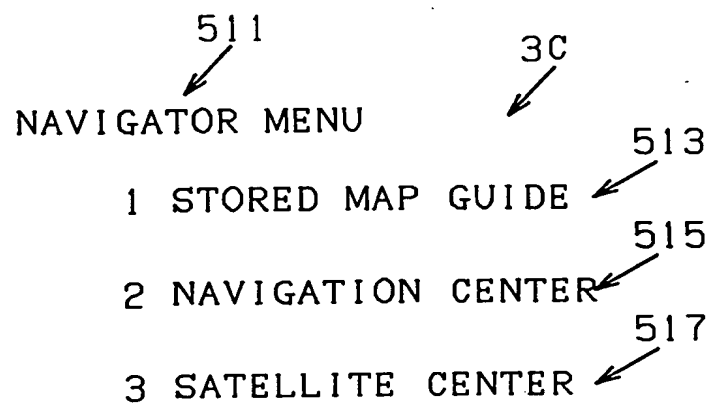 511
3C
NAVIGATOR MENU
513
1 STORED MAP GUIDE
515
2 NAVIGATION CENTER
517
3 SATELLITE CENTER